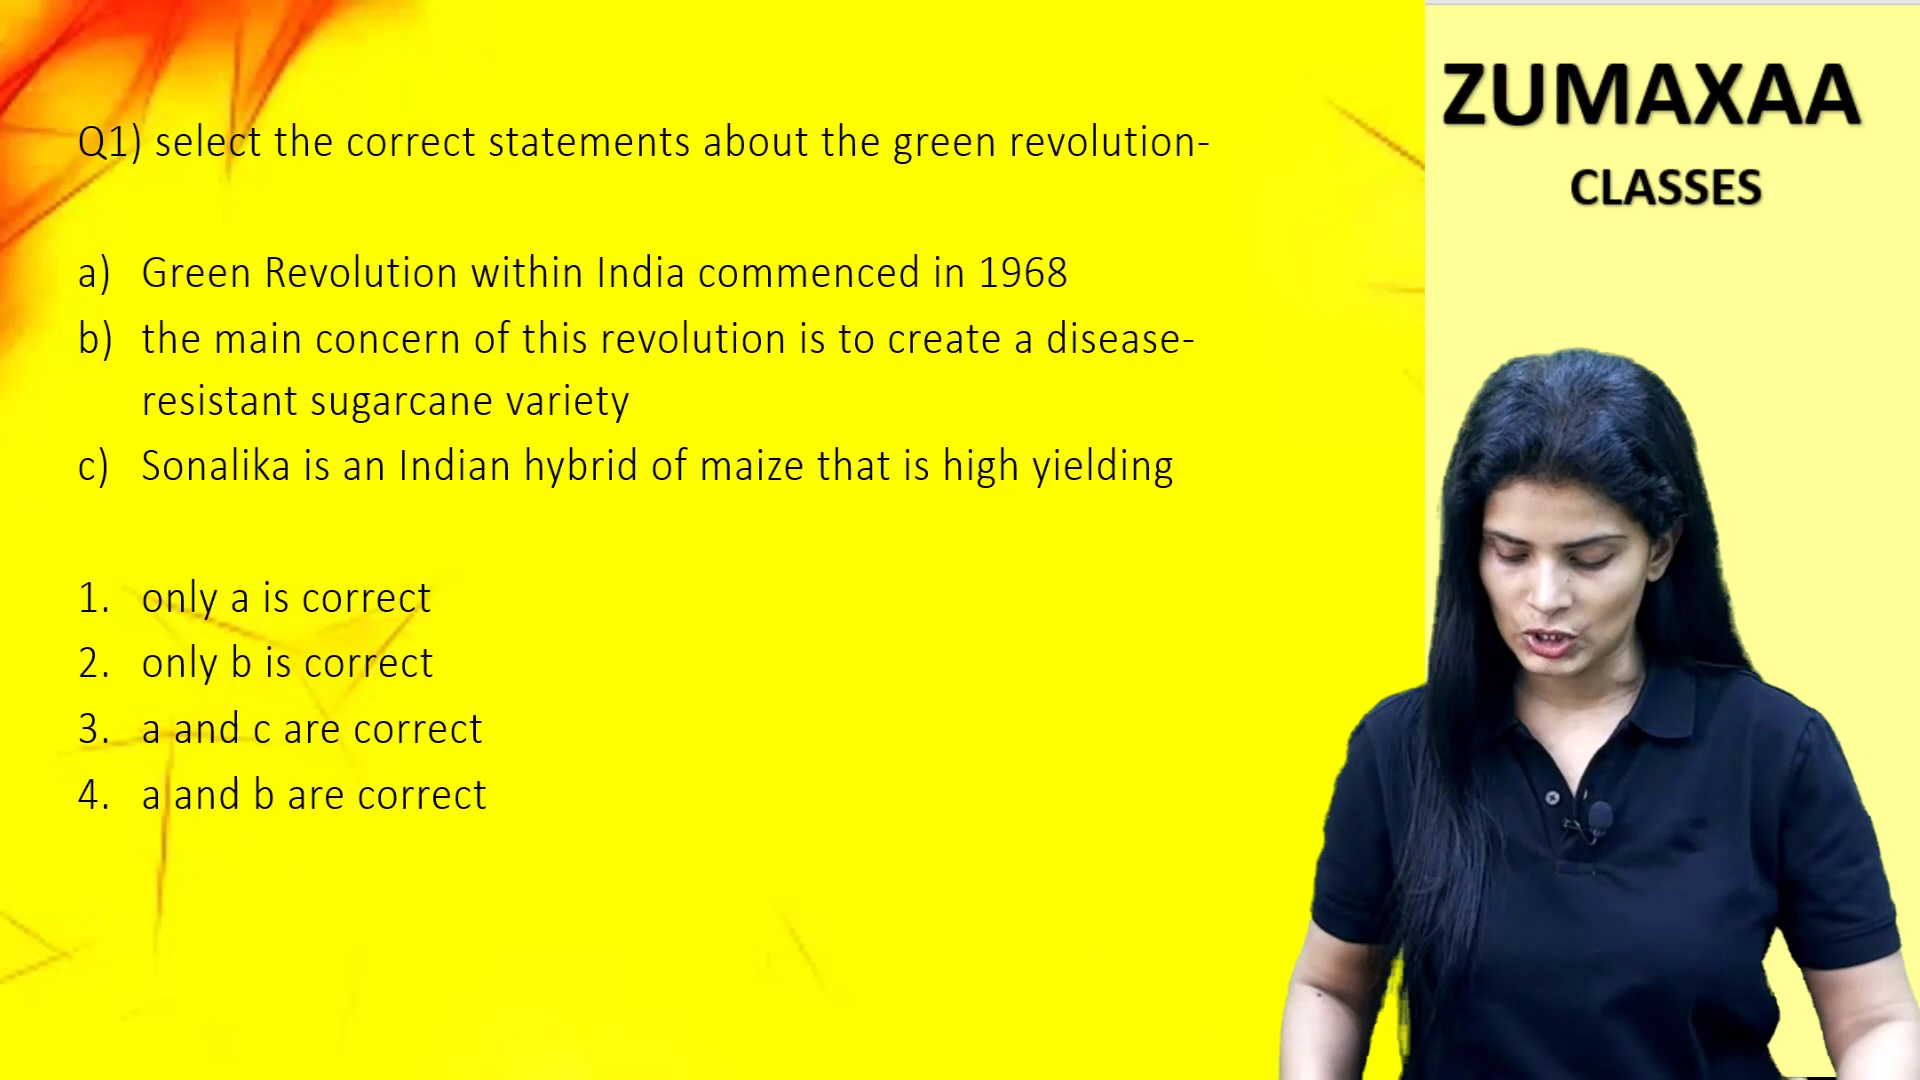 ZUMAXAA
CLASSES
Q1) select the correct statements about the green revolution-
a) Green Revolution within India commenced in 1968
b) the main concern of this revolution is to create a disease-
resistant sugarcane variety
c) Sonalika is an Indian hybrid of maize that is high yielding
1. only a is correct
2. only b is correct
3. a and c are correct
4. a and b are correct